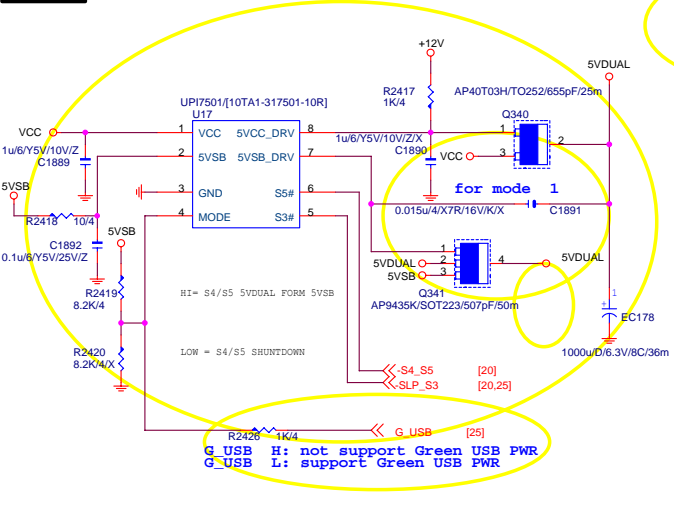 +12V
5VDUAL
R2417
1K/4
AP40T03H/TO252/655pF/25m
UPI7501/[10TA1-317501-10R]
U17
Q340
VCC
1 VCC 5VCC_DRV 8
1u/6/Y5V/10V/Z/X
C1890
1
2
VCC 3
1u/6/Y5V/10V/Z
C1889
2 5VSB 5VSB_DRV 7
5VSB
3 GND S5# 6
for mode 1
R2418 10/4
4 MODE S3# 5
0.015u/4/X7R/16V/K/X C1891
5VSB
C1892
0.1u/6/Y5V/25V/Z
1
5VDUAL 2
5VSB 3
4
5VDUAL
Q341
AP9435K/SOT223/507pF/50m
R2419
8.2K/4
HI= S4/S5 5VDUAL FORM 5VSB
1
+
EC178
1000u/D/6.3V/8C/36m
R2420
8.2K/4/X
LOW = S4/S5 SHUNTDOWN
-S4_S5 [20]
-SLP_S3 [20,25]
R2426 1K/4
G_USB [25]
G_USB H: not support Green USB PWR
G_USB L: support Green USB PWR